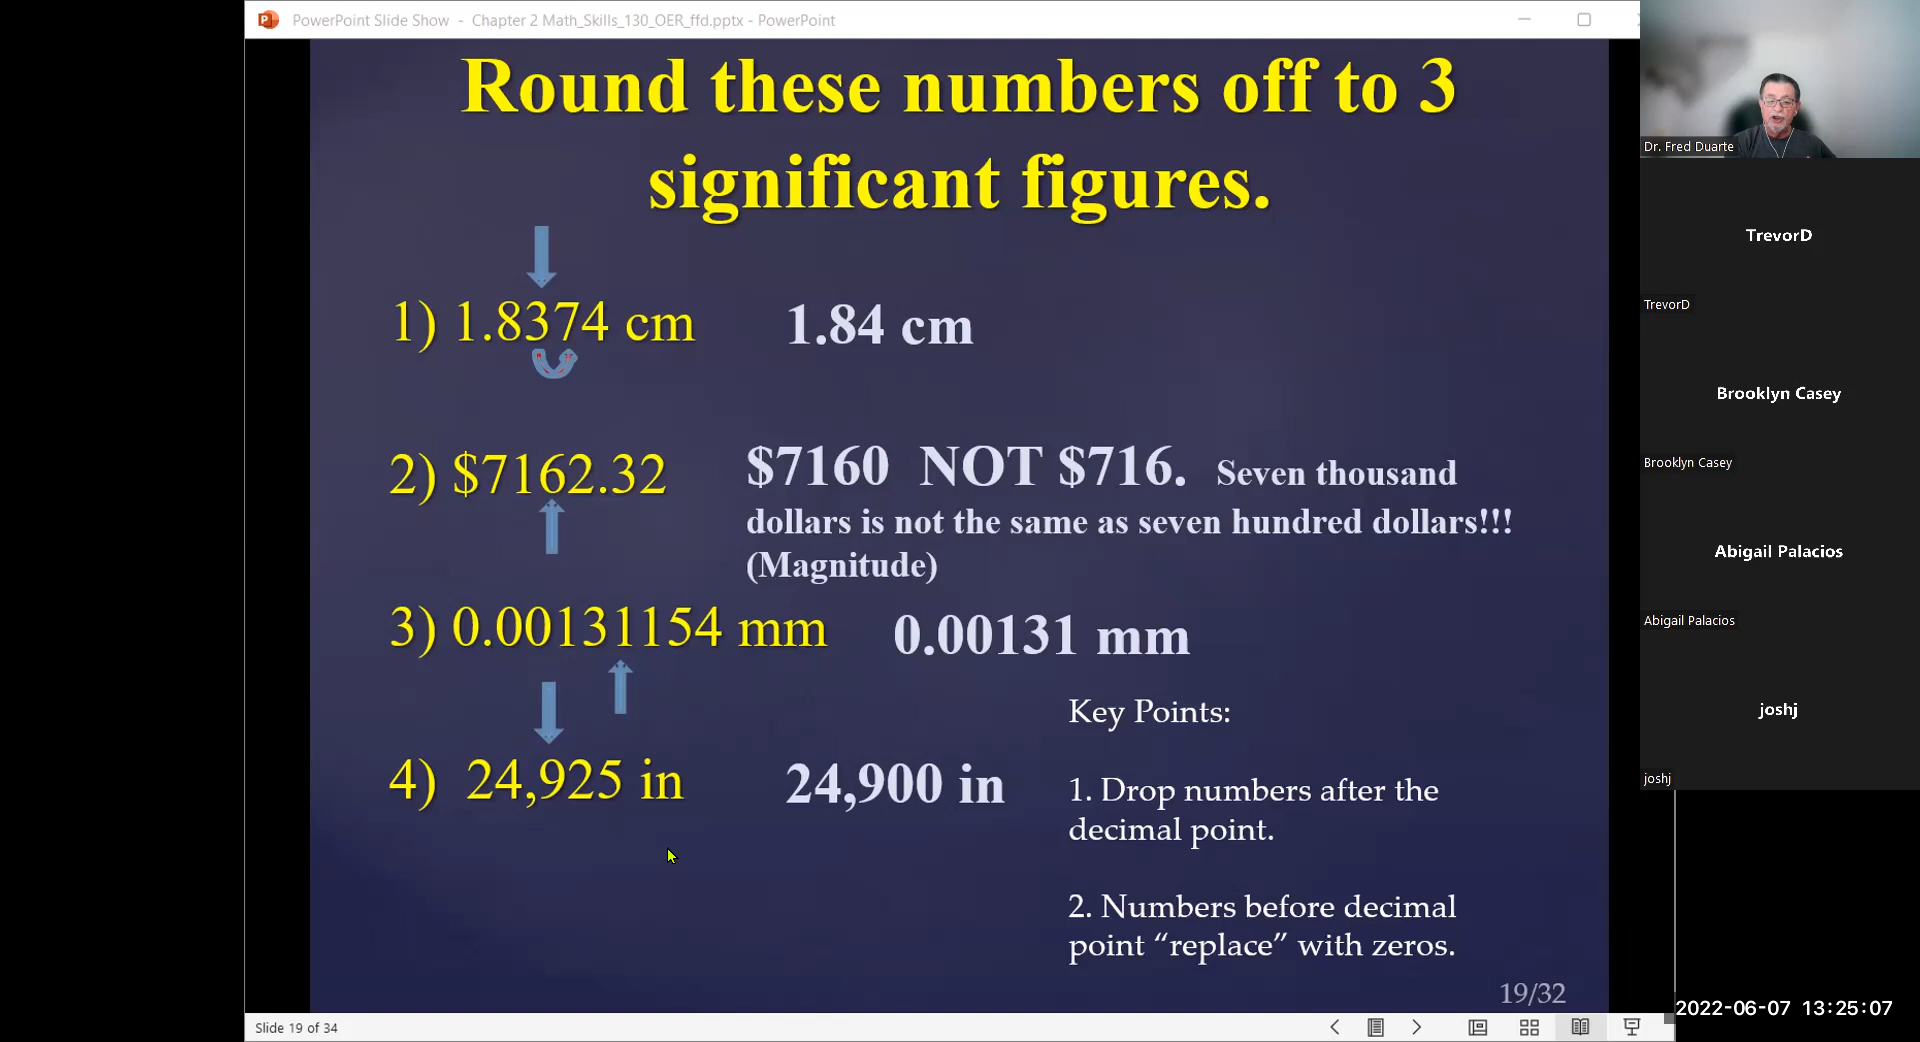 PowerPoint Slide Show - Chapter 2 Math_Skills_130_OER_ffd.pptx - PowerPoint
Round these numbers off to 3
significant figures.
1) 1.8374 cm 1.84 cm
2) $7162.32 $7160 NOT $716. Seven thousand
dollars is not the same as seven hundred dollars!!!
(Magnitude)
3) 0.00131154 mm 0.00131 mm
4) 24,925 in 24,900 in
Key Points:
1. Drop numbers after the
decimal point.
2. Numbers before decimal
point “replace” with zeros.
19/32
Slide 19 of 34
Dr. Fred Duarte
TrevorD
TrevorD
Brooklyn Casey
Brooklyn Casey
Abigail Palacios
Abigail Palacios
joshj
joshj
2022-06-07 13:25:07